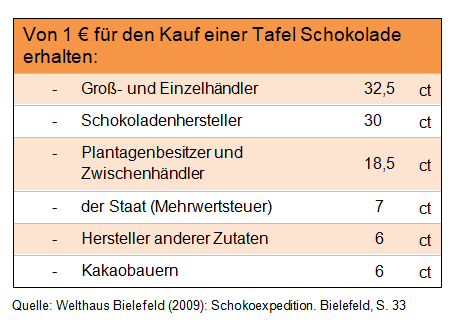 Von 1 € für den Kauf einer Tafel Schokolade
erhalten:
- Groß- und Einzelhändler 32,5 ct
- Schokoladenhersteller 30 ct
- Plantagenbesitzer und
Zwischenhändler 18,5 ct
- der Staat (Mehrwertsteuer) 7 ct
- Hersteller anderer Zutaten 6 ct
- Kakaobauern 6 ct
Quelle: Welthaus Bielefeld (2009): Schokoexpedition. Bielefeld, S. 33